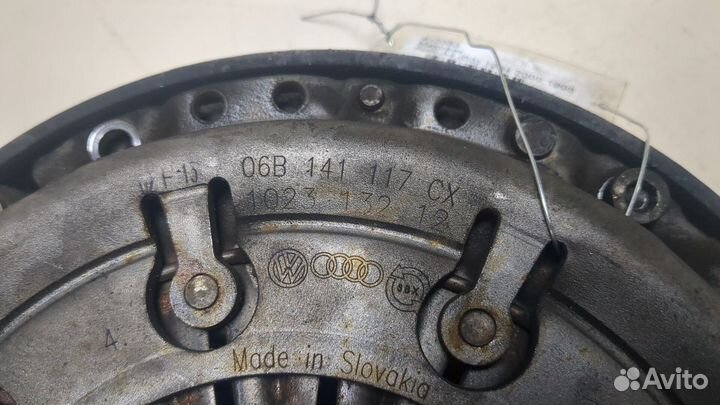 06B 141 117 CX
1023 132 12
4.
Made in Slovakia
Avito